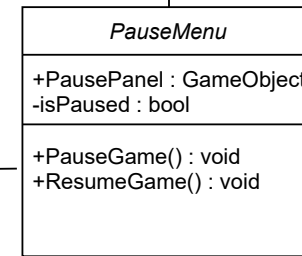 PauseMenu
+PausePanel : GameObject
-isPaused : bool
+PauseGame() : void
+ResumeGame() : void